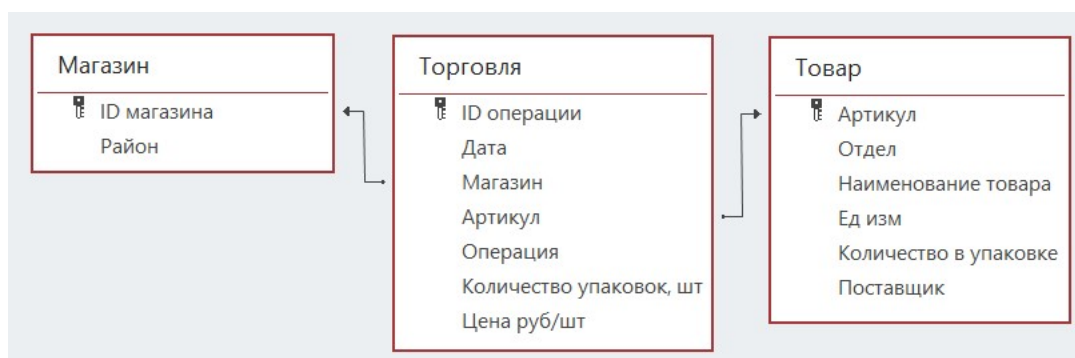 Магазин
ID магазина
Район
Торговля
ID операции
Дата
Магазин
Артикул
Операция
Количество упаковок, шт
Цена руб/шт
Товар
Артикул
Отдел
Наименование товара
Ед изм
Количество в упаковке
Поставщик